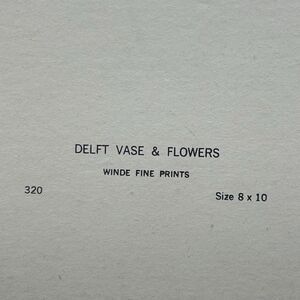 DELFT VASE & FLOWERS
WINDE FINE PRINTS
320 Size 8 x 10